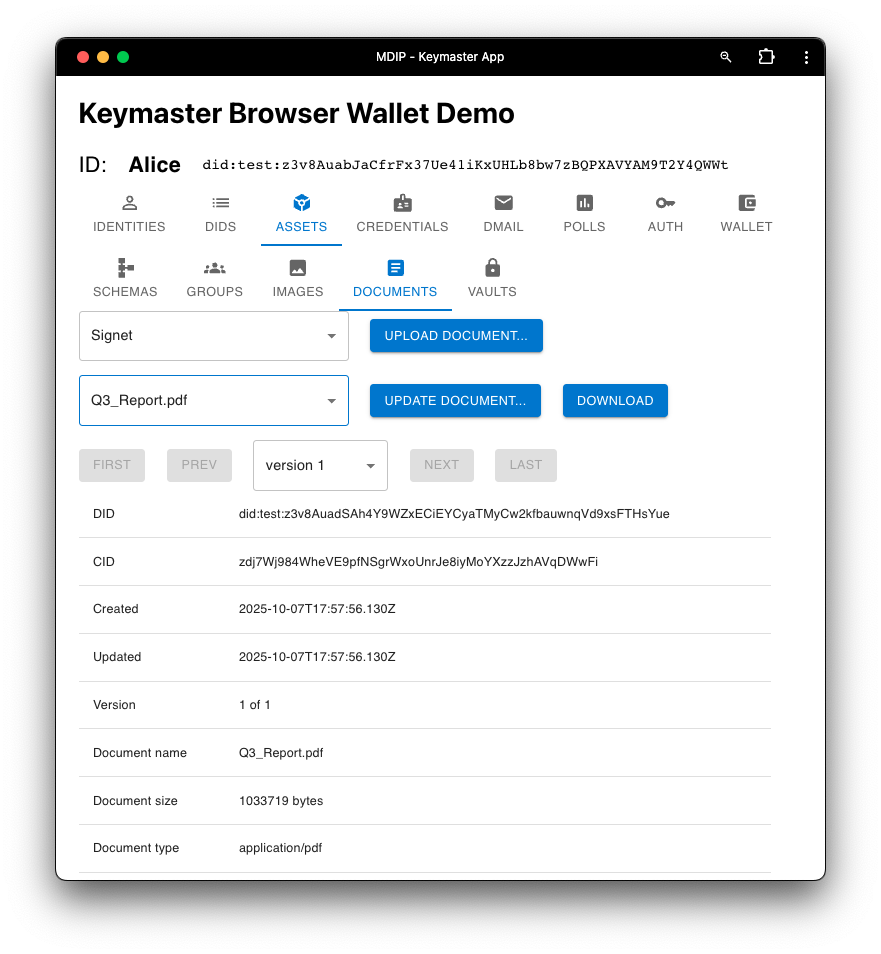 MDIP - Keymaster App
Keymaster Browser Wallet Demo
ID: Alice did:test:z3v8AuabJaCfrFx37Ue41iKxUHLb8bw7zBQPXAVYAM9T2Y4QWWt
IDENTITIES DIDS ASSETS CREDENTIALS DMAIL POLLS AUTH WALLET
SCHEMAS GROUPS IMAGES DOCUMENTS VAULTS
Signet UPLOAD DOCUMENT...
Q3_Report.pdf UPDATE DOCUMENT... DOWNLOAD
FIRST PREV version 1 NEXT LAST
DID did:test:z3v8AuadSAh4Y9WZxECiEYCyaTMyCw2kfbauwnqVd9xsFTHsYue
CID zdj7Wj984WheVE9pfNSgrWxoUnrJe8iyMoYXzzJzhAVqDWwFi
Created 2025-10-07T17:57:56.130Z
Updated 2025-10-07T17:57:56.130Z
Version 1 of 1
Document name Q3_Report.pdf
Document size 1033719 bytes
Document type application/pdf